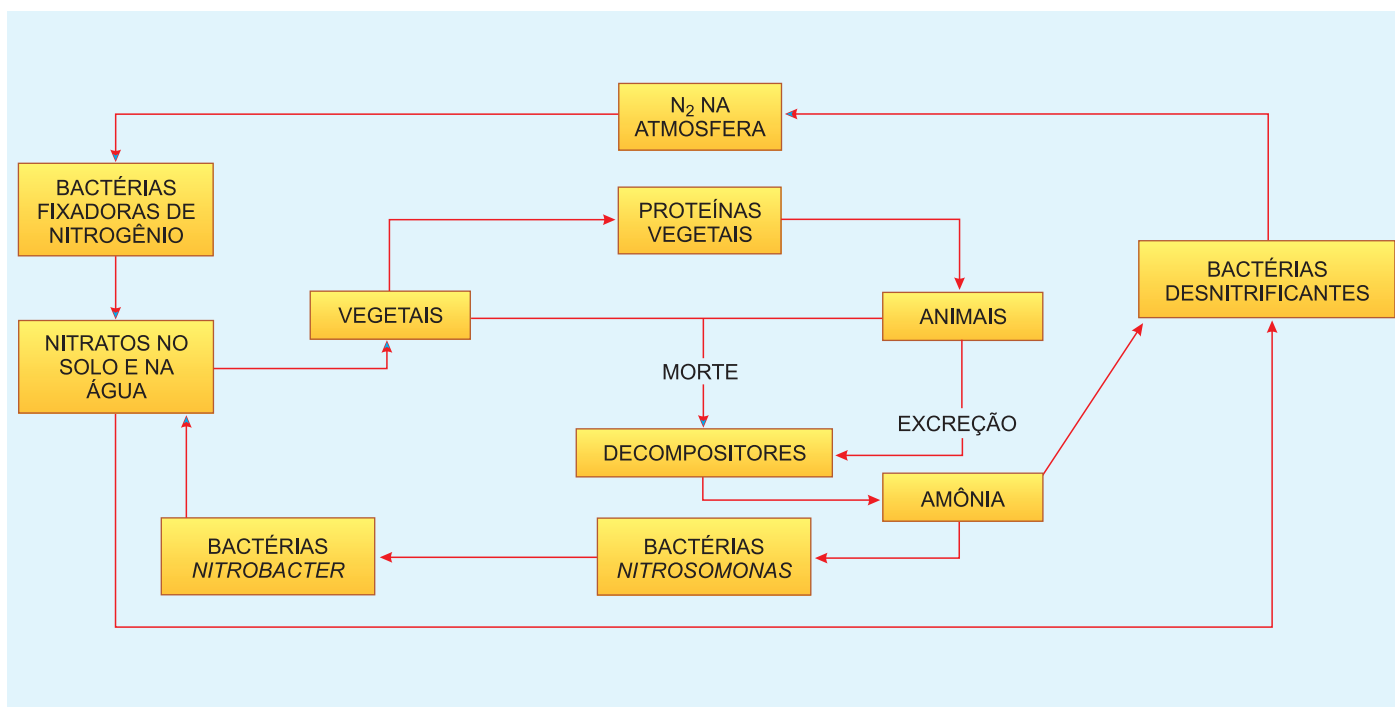 N₂ NA
ATMOSFERA
BACTÉRIAS
FIXADORAS DE
NITROGÊNIO
PROTEÍNAS
VEGETAIS
BACTÉRIAS
DESNITRIFICANTES
VEGETAIS
ANIMAIS
NITRATOS NO
SOLO E NA
ÁGUA
MORTE
EXCREÇÃO
DECOMPOSITORES
AMÔNIA
BACTÉRIAS
NITROBACTER
BACTÉRIAS
NITROSOMONAS